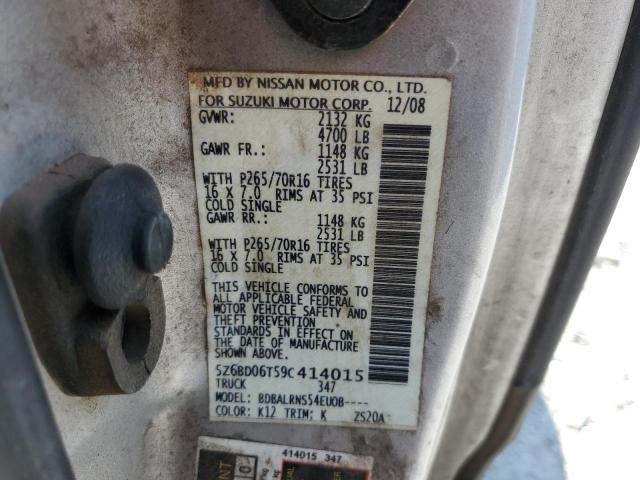 MFD BY NISSAN MOTOR CO., LTD.
FOR SUZUKI MOTOR CORP. 12/08
GVWR: 2132 KG
4700 LB
GAWR FR.: 1148 KG
2531 LB
WITH P265/70R16 TIRES
16 X 7.0 RIMS AT 35 PSI
COLD SINGLE
GAWR RR.: 1148 KG
2531 LB
WITH P265/70R16 TIRES
16 X 7.0 RIMS AT 35 PSI
COLD SINGLE
THIS VEHICLE CONFORMS TO
ALL APPLICABLE FEDERAL
MOTOR VEHICLE SAFETY AND
THEFT PREVENTION
STANDARDS IN EFFECT ON
THE DATE OF MANUFACTURE
SHOWN ABOVE.
5Z6BD06T59C414015
TRUCK 347
MODEL: BDBALRNS54EU0B----
COLOR: K12 TRIM: K ZS20A
414015 347